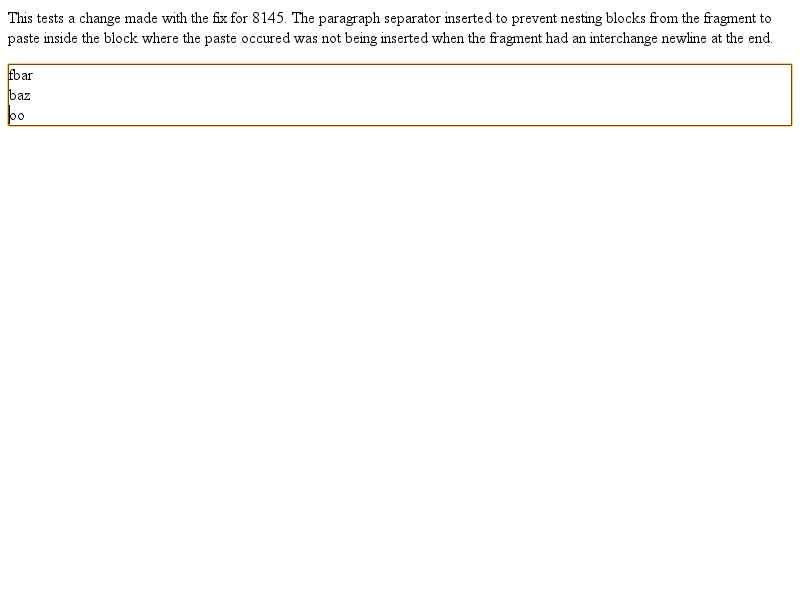 This tests a change made with the fix for 8145. The paragraph separator inserted to prevent nesting blocks from the fragment to
paste inside the block where the paste occured was not being inserted when the fragment had an interchange newline at the end.
fbar
baz
oo